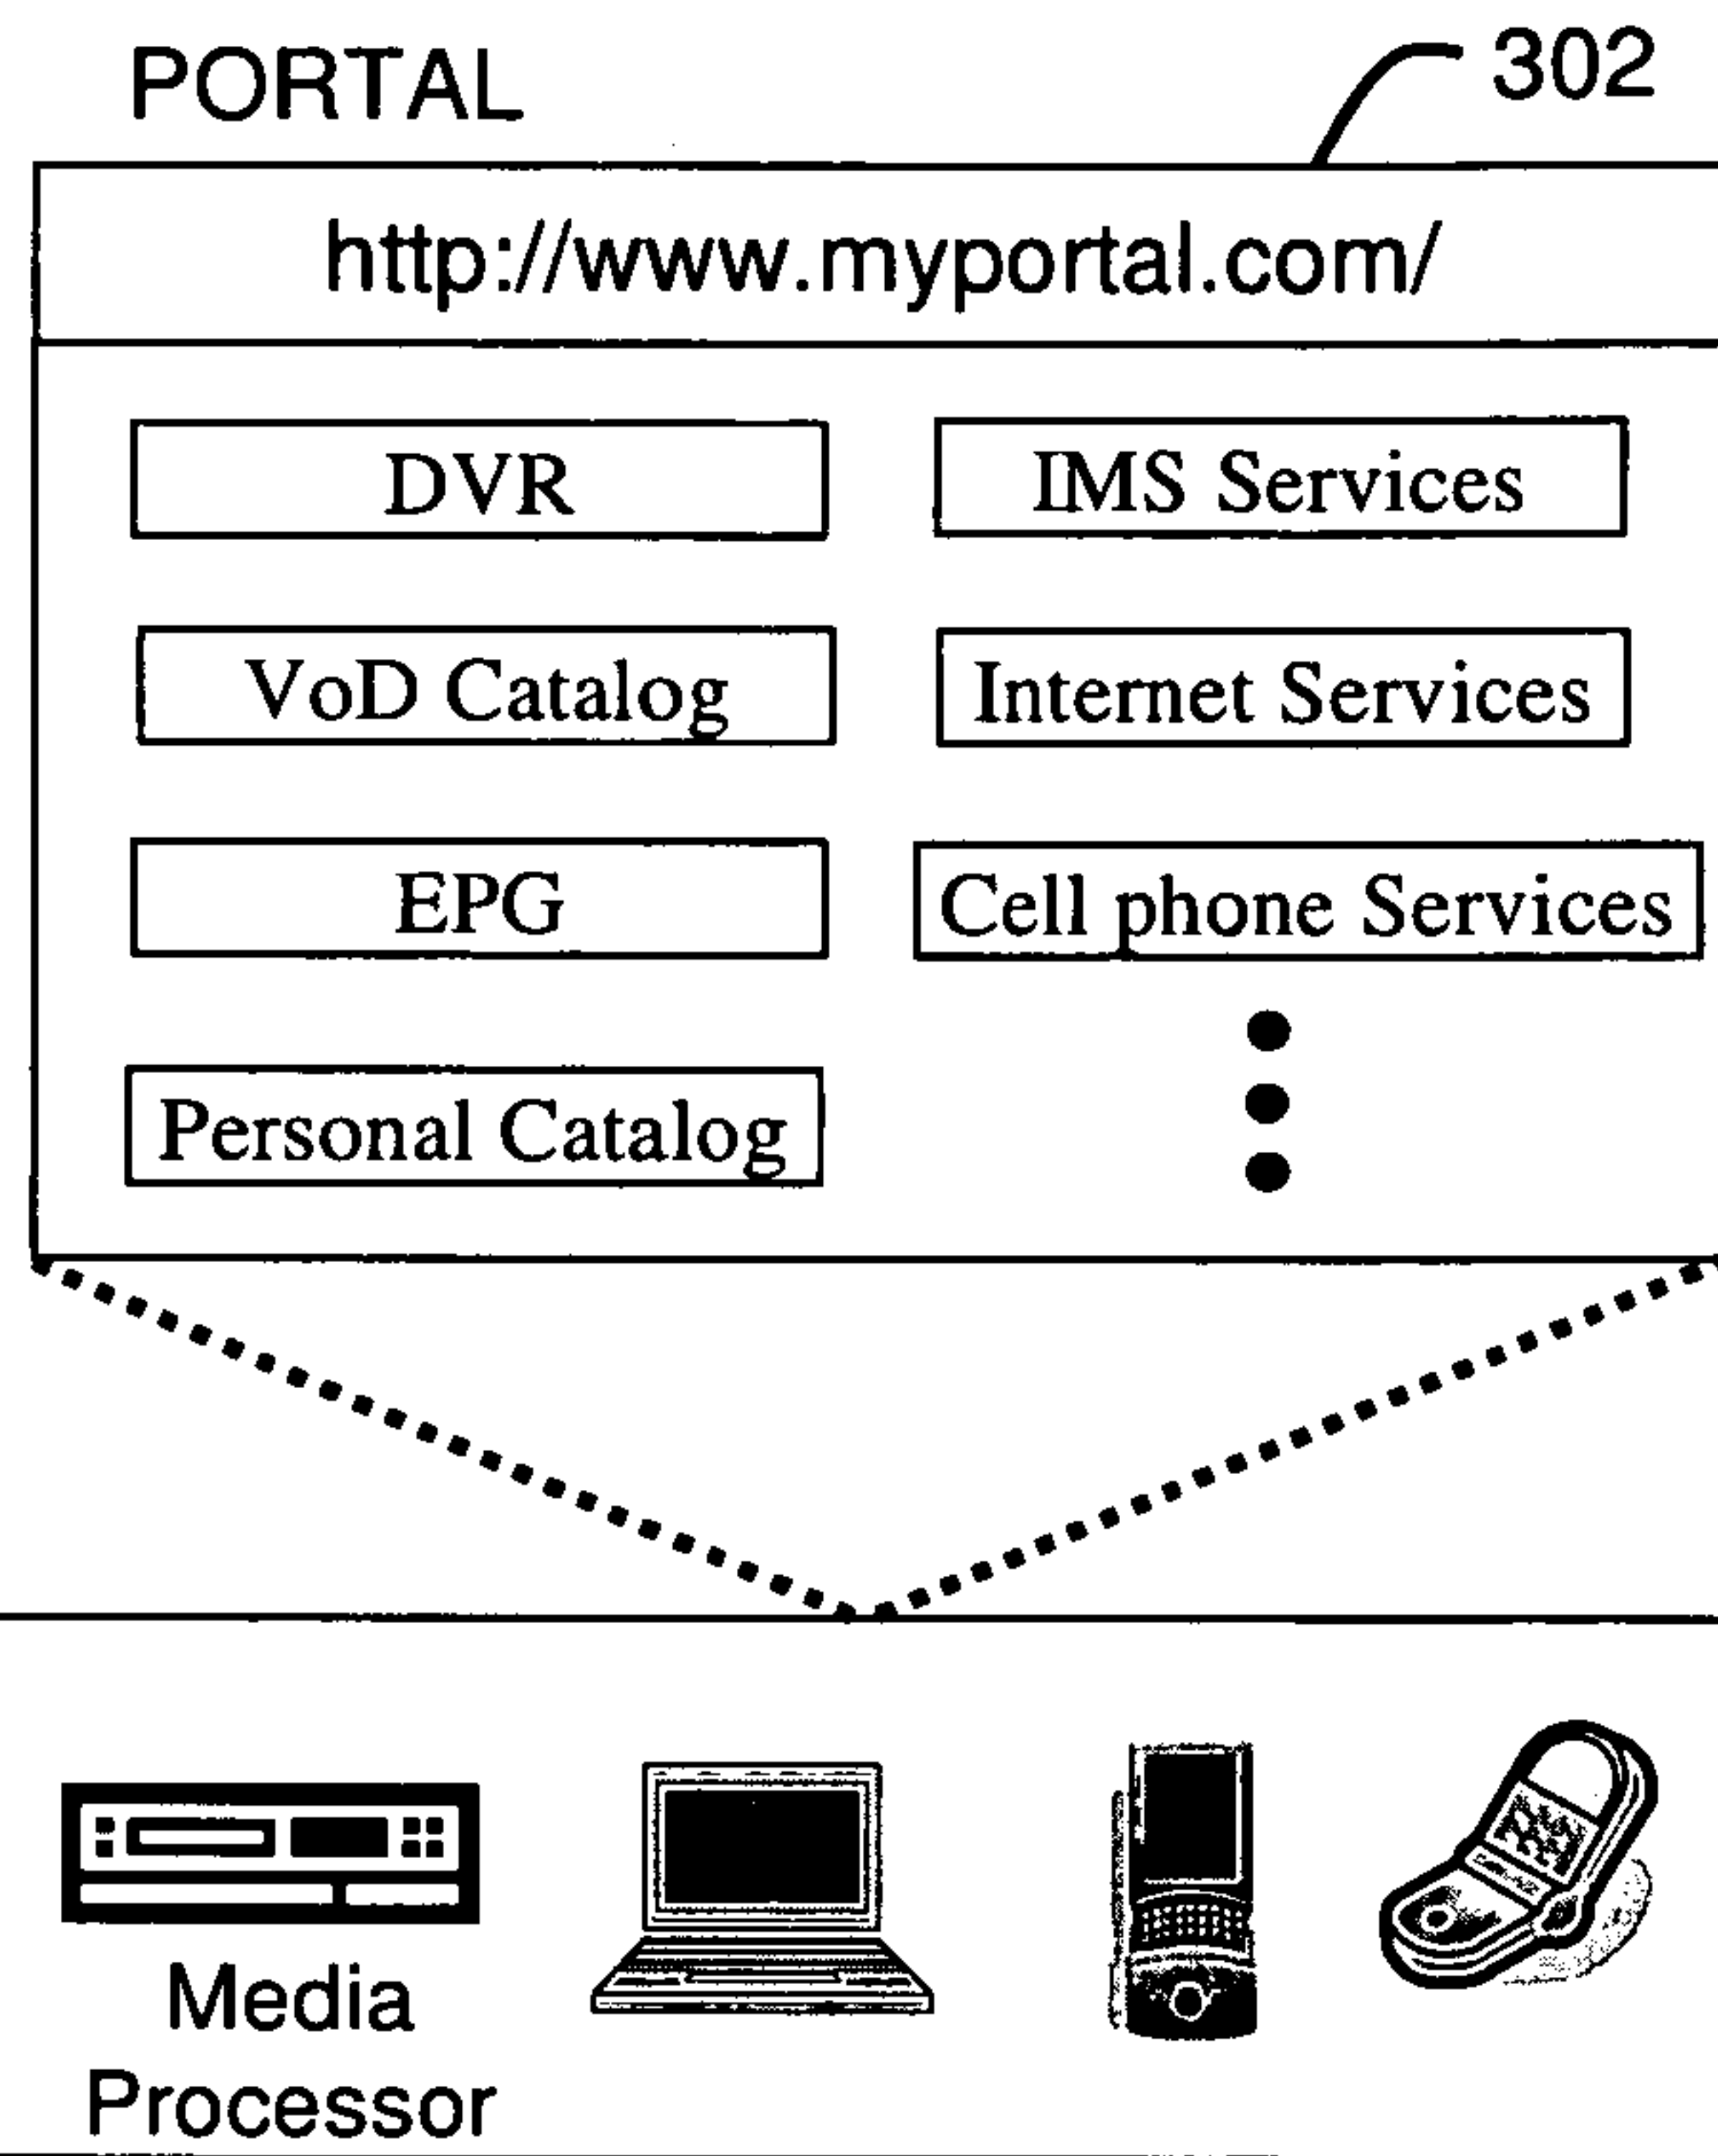 PORTAL
302
http://www.myportal.com/
DVR
IMS Services
VoD Catalog
Internet Services
EPG
Cell phone Services
Personal Catalog
Media
Processor